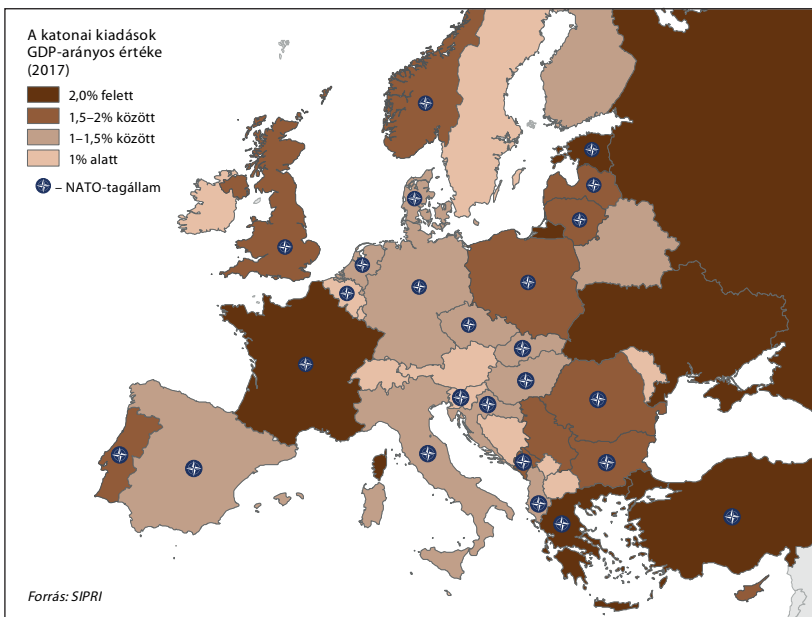 A katonai kiadások
GDP-arányos értéke
(2017)
2,0% felett
1,5–2% között
1–1,5% között
1% alatt
– NATO-tagállam
Forrás: SIPRI